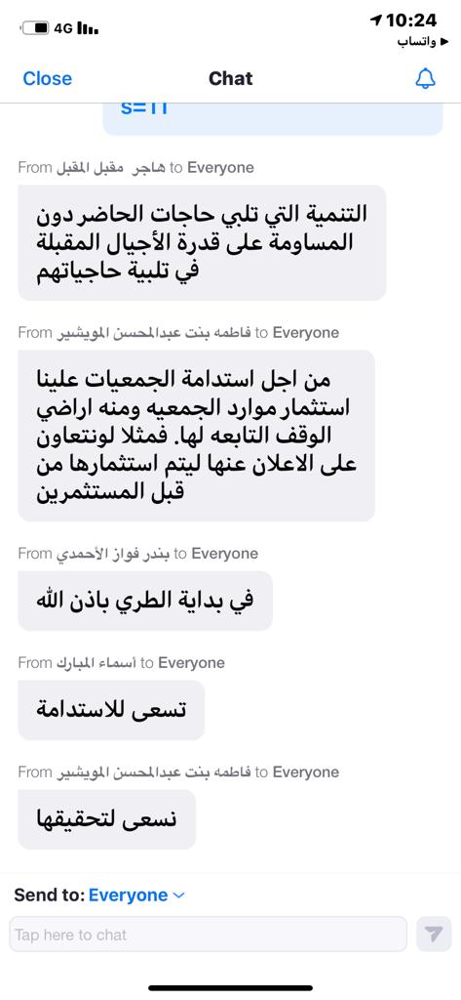 4G
10:24
واتساب
Close
Chat
s=11
From هاجر مقبل المقبل to Everyone
التنمية التي تلبي حاجات الحاضر دون
المساومة على قدرة الأجيال المقبلة
في تلبية حاجياتهم
From فاطمه بنت عبدالمحسن المويشير to Everyone
من اجل استدامة الجمعيات علينا
استثمار موارد الجمعيه ومنه اراضي
الوقف التابعه لها. فمثلا لونتعاون
على الاعلان عنها ليتم استثمارها من
قبل المستثمرين
From بندر فواز الأحمدي to Everyone
في بداية الطري باذن الله
From أسماء المبارك to Everyone
تسعى للاستدامة
From فاطمه بنت عبدالمحسن المويشير to Everyone
نسعى لتحقيقها
Send to: Everyone
Tap here to chat